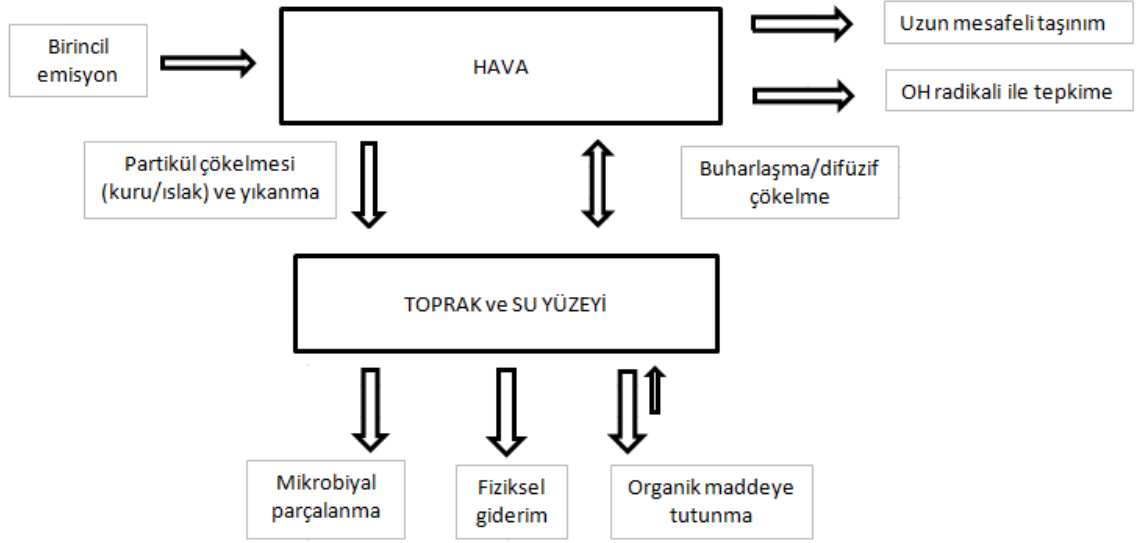 Birincil
emisyon
HAVA
Uzun mesafeli taşınım
OH radikali ile tepkime
Partikül çökelmesi
(kuru/ıslak) ve yıkanma
Buharlaşma/difüzif
çökelme
TOPRAK ve SU YÜZEYİ
Mikrobiyal
parçalanma
Fiziksel
giderim
Organik maddeye
tutunma